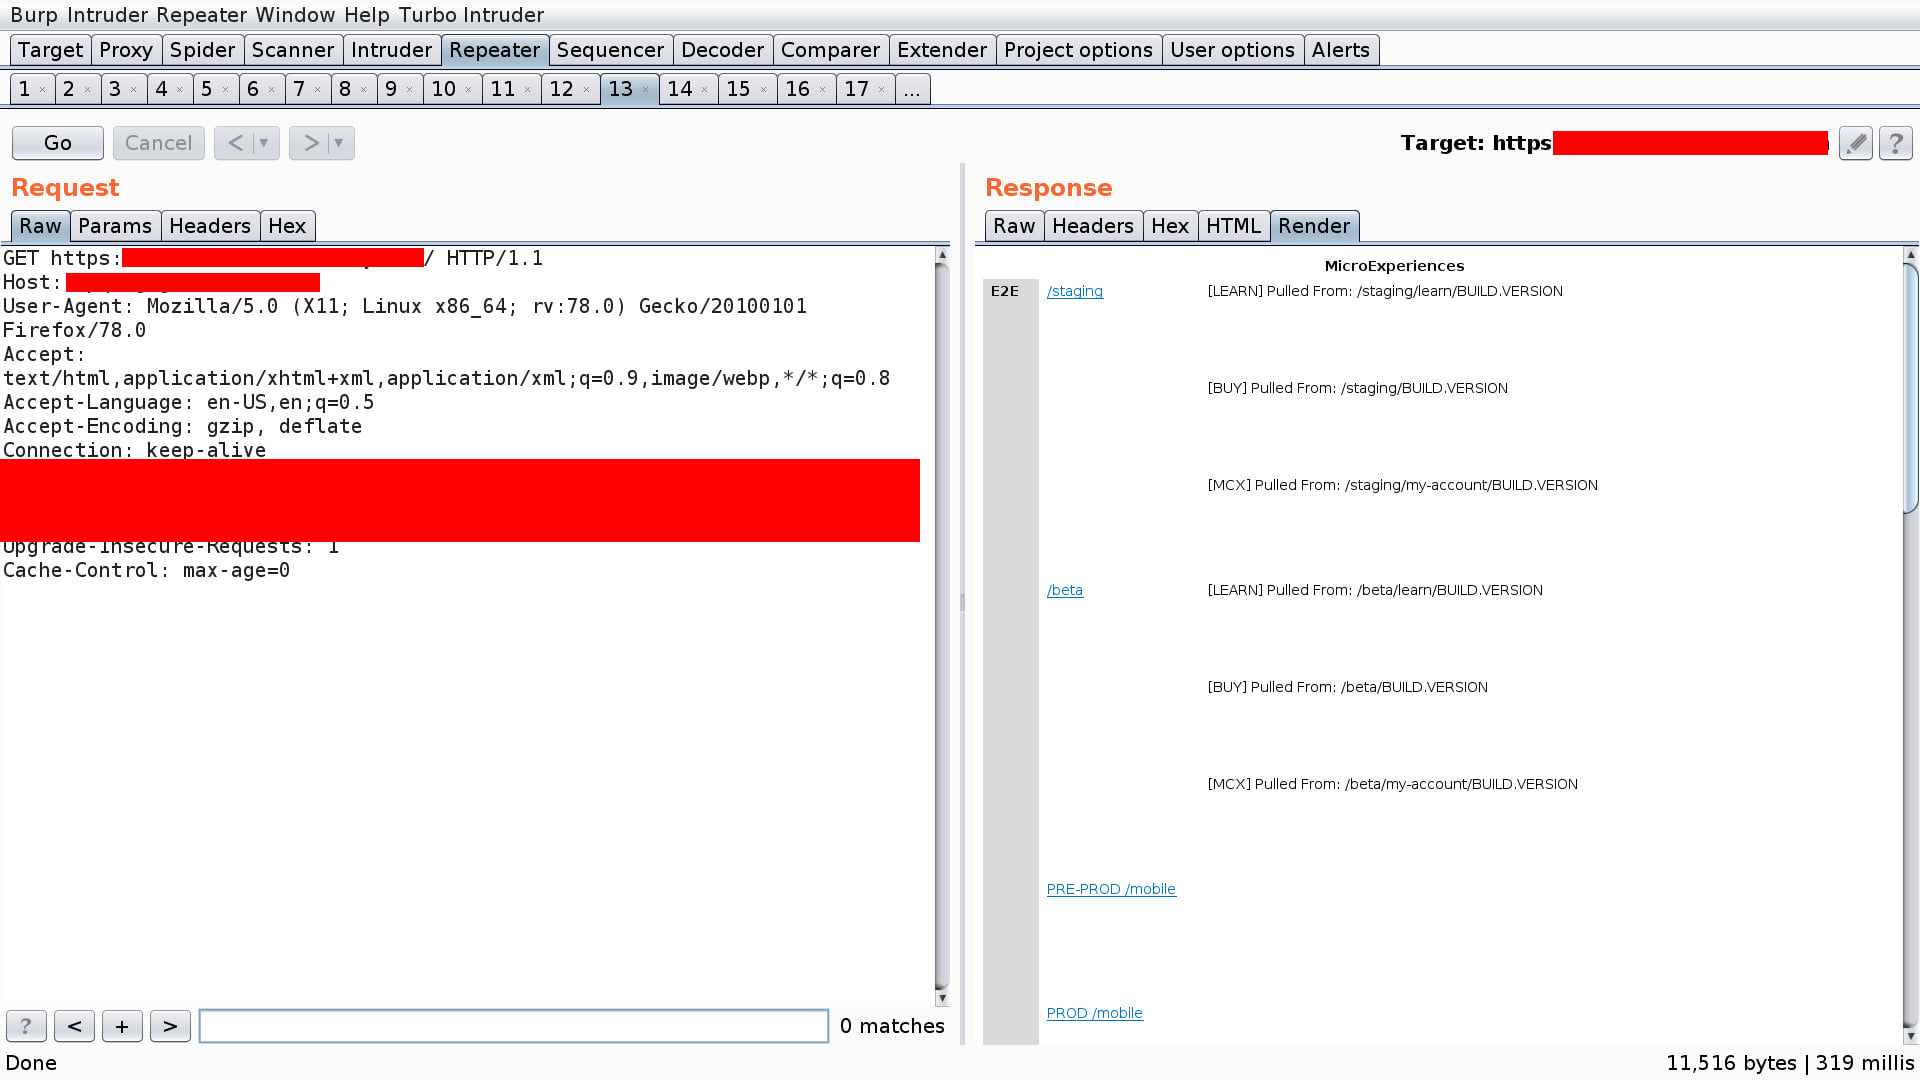 Burp Intruder Repeater Window Help Turbo Intruder
Target Proxy Spider Scanner Intruder Repeater Sequencer Decoder Comparer Extender Project options User options Alerts
1 × 2 × 3 × 4 × 5 × 6 × 7 × 8 × 9 × 10 × 11 × 12 × 13 × 14 × 15 × 16 × 17 × ...
Go Cancel < ▼ > ▼
Target: https
?
Request
Raw Params Headers Hex
GET https: / HTTP/1.1
Host:
User-Agent: Mozilla/5.0 (X11; Linux x86_64; rv:78.0) Gecko/20100101
Firefox/78.0
Accept:
text/html,application/xhtml+xml,application/xml;q=0.9,image/webp,*/*;q=0.8
Accept-Language: en-US,en;q=0.5
Accept-Encoding: gzip, deflate
Connection: keep-alive
Upgrade-Insecure-Requests: 1
Cache-Control: max-age=0
? < + > 0 matches
Response
Raw Headers Hex HTML Render
MicroExperiences
E2E /staging [LEARN] Pulled From: /staging/learn/BUILD.VERSION
[BUY] Pulled From: /staging/BUILD.VERSION
[MCX] Pulled From: /staging/my-account/BUILD.VERSION
/beta [LEARN] Pulled From: /beta/learn/BUILD.VERSION
[BUY] Pulled From: /beta/BUILD.VERSION
[MCX] Pulled From: /beta/my-account/BUILD.VERSION
PRE-PROD /mobile
PROD /mobile
Done
11,516 bytes | 319 millis